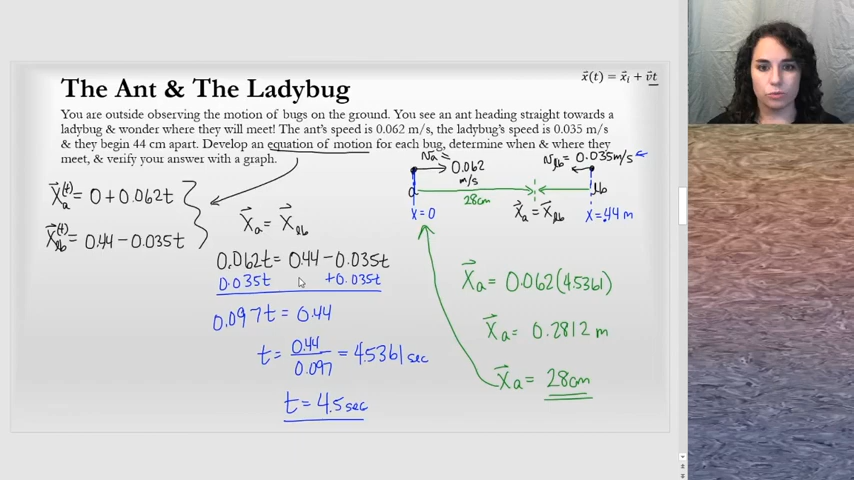 The Ant & The Ladybug
x⃗(t) = x⃗ᵢ + v⃗t
You are outside observing the motion of bugs on the ground. You see an ant heading straight towards a
ladybug & wonder where they will meet! The ant's speed is 0.062 m/s, the ladybug's speed is 0.035 m/s
& they begin 44 cm apart. Develop an equation of motion for each bug, determine when & where they
meet, & verify your answer with a graph.
x⃗a(t) = 0 + 0.062t
x⃗lb(t) = 0.44 - 0.035t
x⃗a = x⃗lb
0.062t = 0.44 - 0.035t
0.035t +0.035t
0.097t = 0.44
t = 0.44/0.097 = 4.5361 sec
t = 4.5 sec
Va = 0.062
m/s
Vlb = 0.035 m/s
a
lb
28cm
x = 0
x⃗a = x⃗lb
x = .44 m
x⃗a = 0.062(4.5361)
x⃗a = 0.2812 m
x⃗a = 28cm